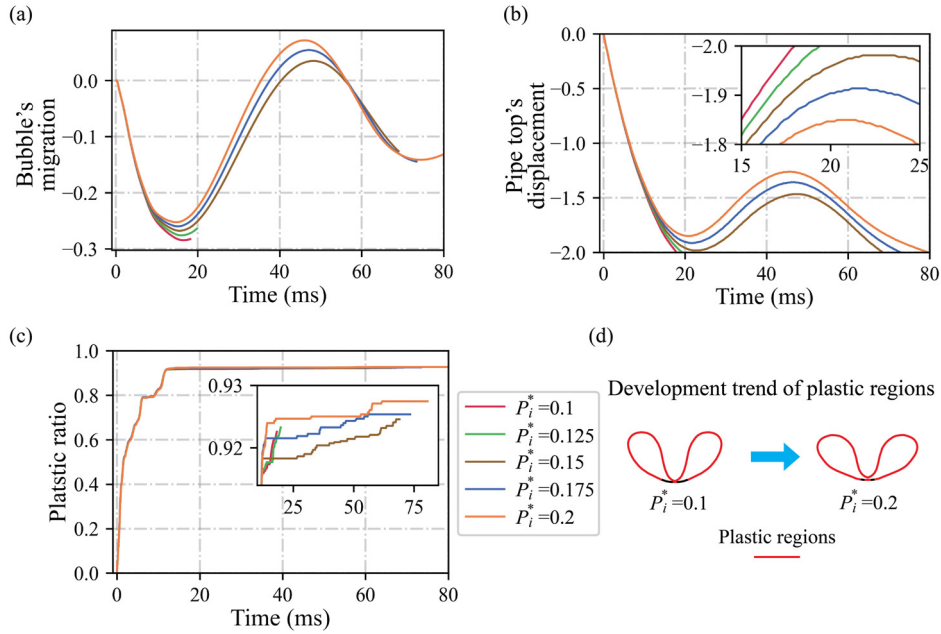 (a)
0.0
−0.1
−0.2
−0.3
Bubble's
migration
0
20
40
60
80
Time (ms)
(b)
0.0
−0.5
−1.0
−1.5
−2.0
Pipe top's
displacement
−2.0
−1.9
−1.8
15
20
25
0
20
40
60
80
Time (ms)
(c)
1.0
0.8
0.6
0.4
0.2
0.0
Platstic ratio
0.93
0.92
25
50
75
0
20
40
60
80
Time (ms)
P*i=0.1
P*i=0.125
P*i=0.15
P*i=0.175
P*i=0.2
(d)
Development trend of plastic regions
P*i=0.1
P*i=0.2
Plastic regions